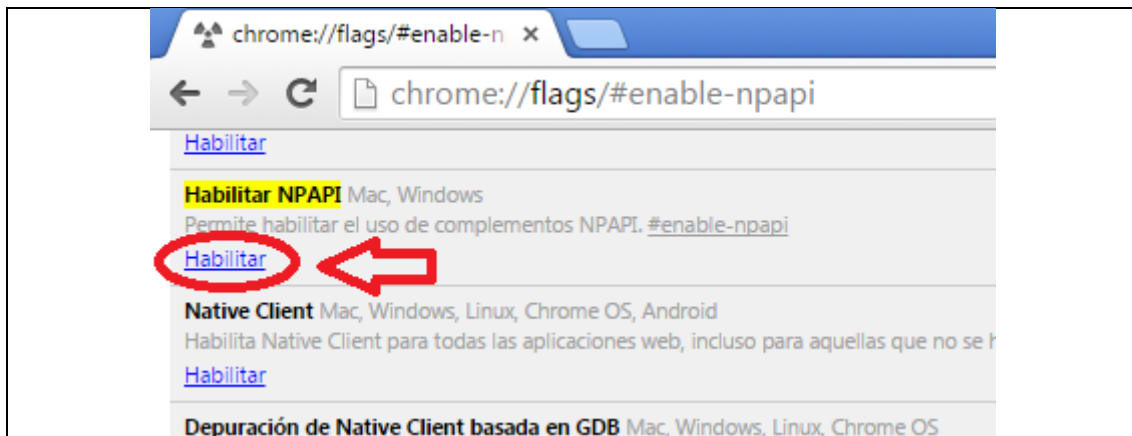 chrome://flags/#enable-n
chrome://flags/#enable-npapi
Habilitar
Habilitar NPAPI Mac, Windows
Permite habilitar el uso de complementos NPAPI. #enable-npapi
Habilitar
Native Client Mac, Windows, Linux, Chrome OS, Android
Habilita Native Client para todas las aplicaciones web, incluso para aquellas que no se
Habilitar
Depuración de Native Client basada en GDB Mac, Windows, Linux, Chrome OS